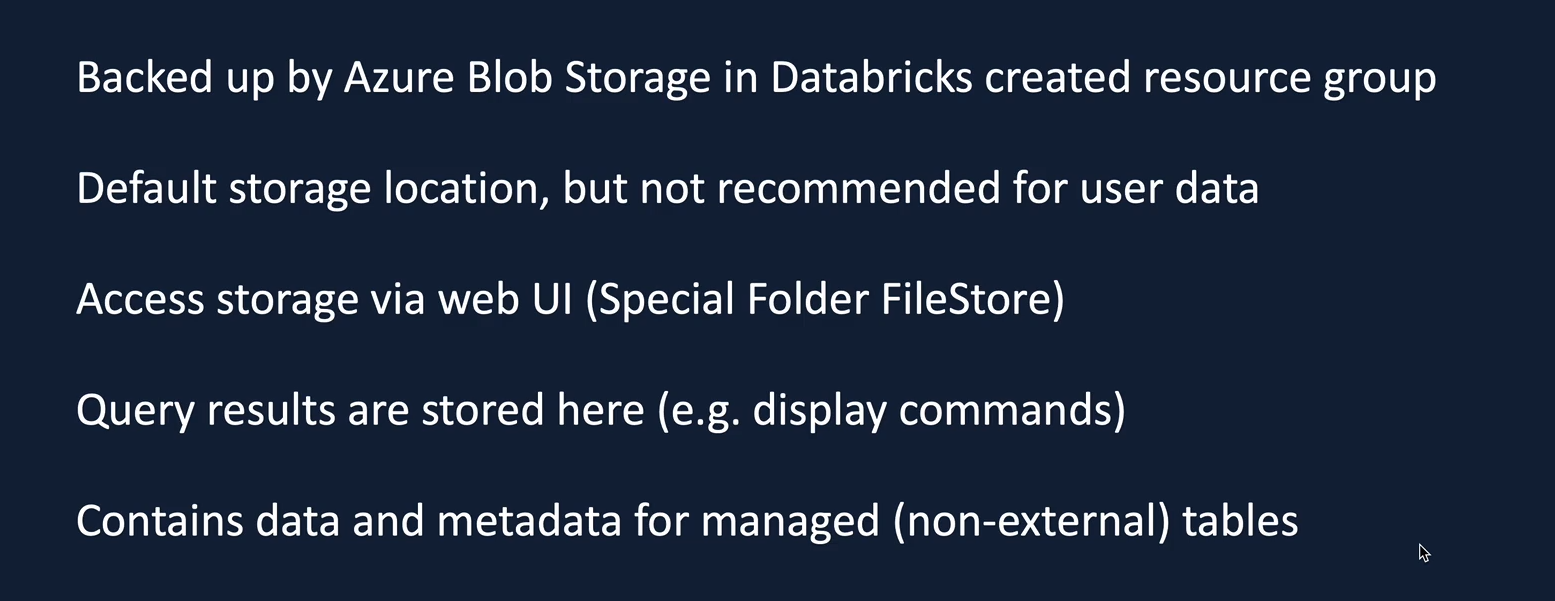 Backed up by Azure Blob Storage in Databricks created resource group
Default storage location, but not recommended for user data
Access storage via web UI (Special Folder FileStore)
Query results are stored here (e.g. display commands)
Contains data and metadata for managed (non-external) tables